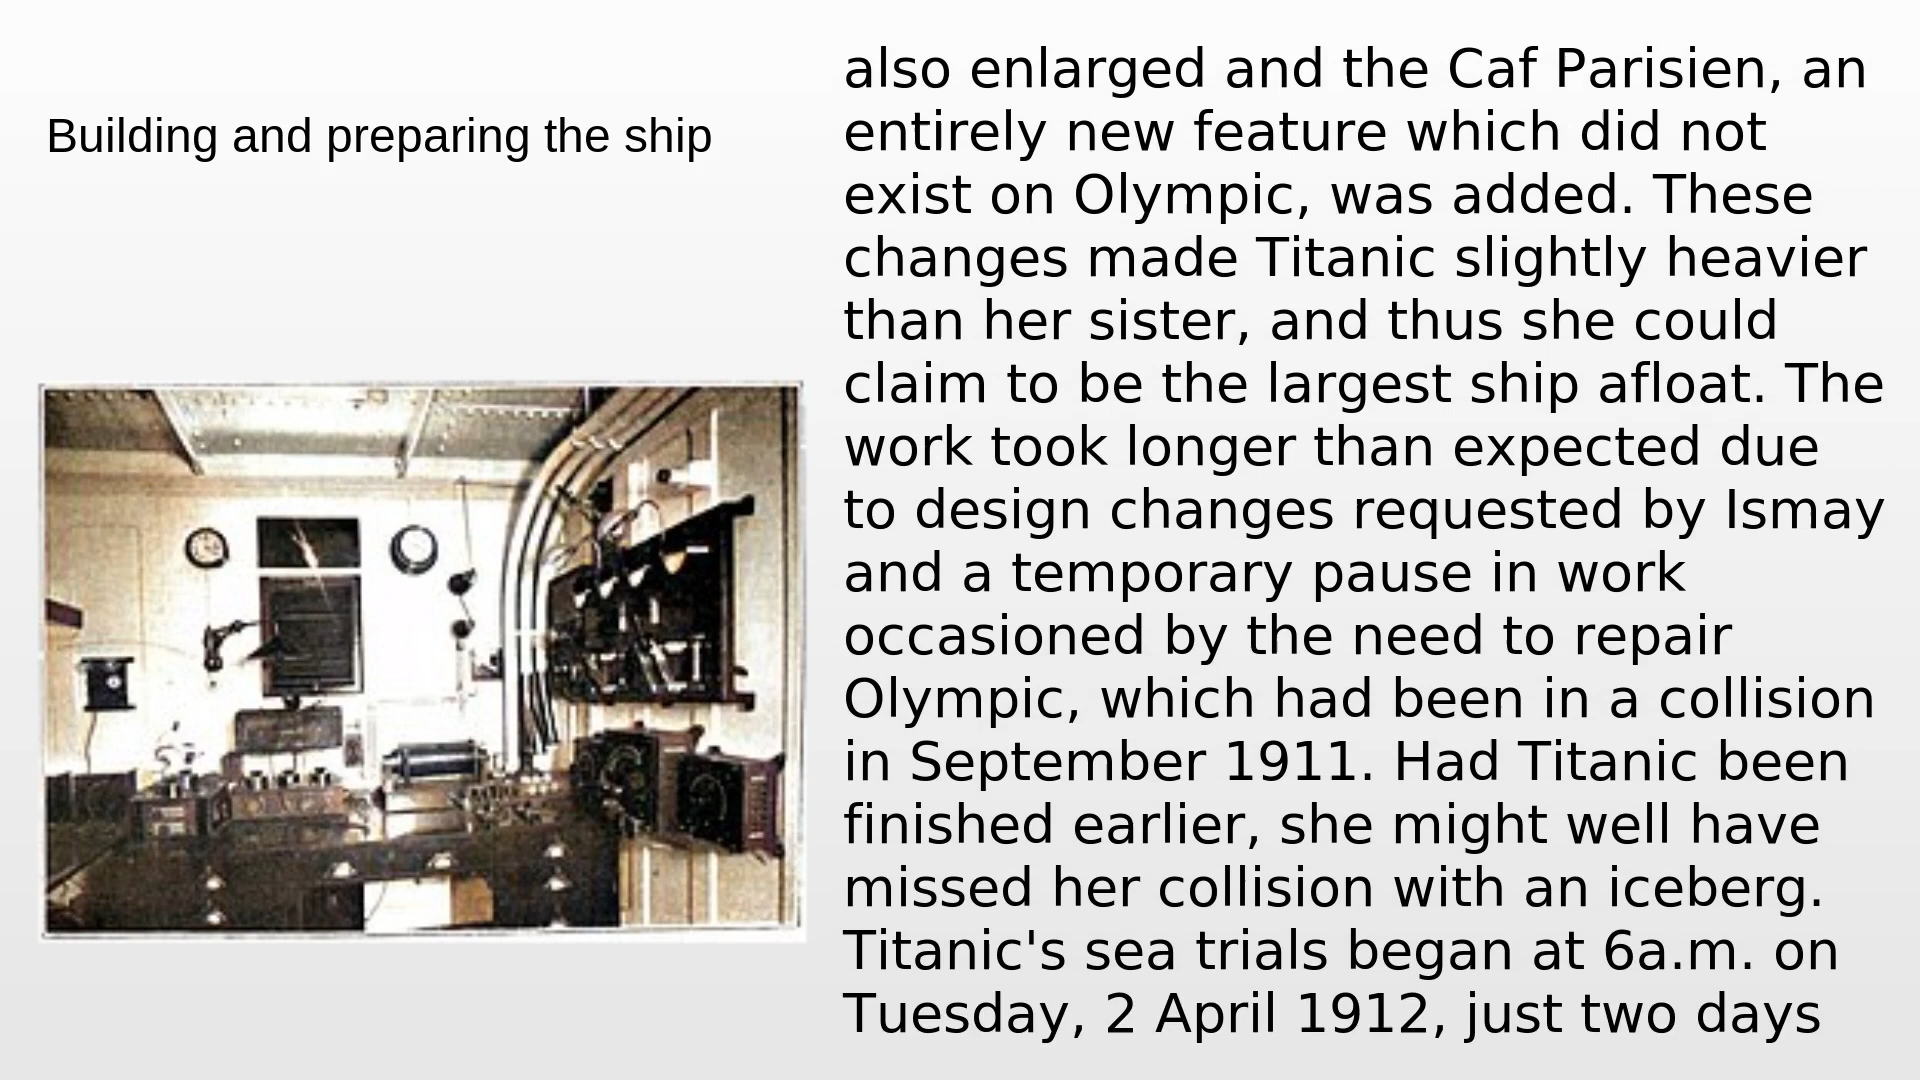 Building and preparing the ship
also enlarged and the Caf Parisien, an
entirely new feature which did not
exist on Olympic, was added. These
changes made Titanic slightly heavier
than her sister, and thus she could
claim to be the largest ship afloat. The
work took longer than expected due
to design changes requested by Ismay
and a temporary pause in work
occasioned by the need to repair
Olympic, which had been in a collision
in September 1911. Had Titanic been
finished earlier, she might well have
missed her collision with an iceberg.
Titanic's sea trials began at 6a.m. on
Tuesday, 2 April 1912, just two days